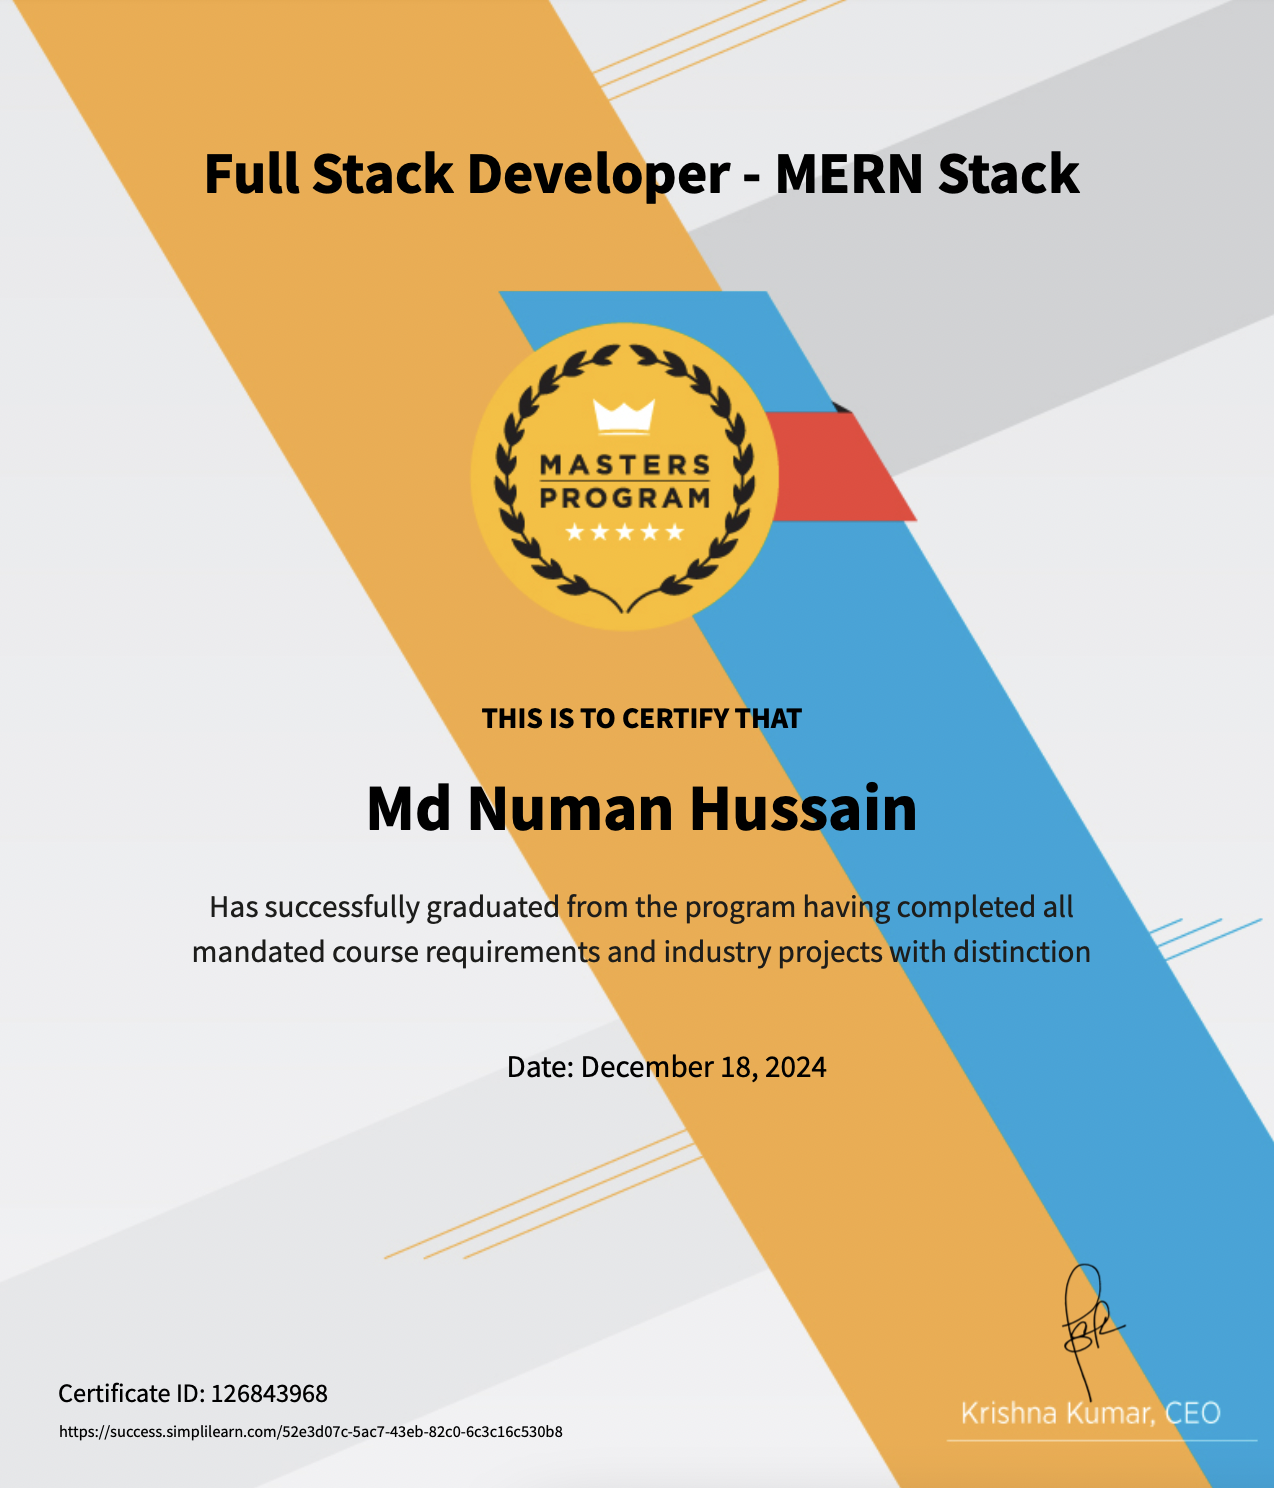 Full Stack Developer - MERN Stack
MASTERS
PROGRAM
THIS IS TO CERTIFY THAT
Md Numan Hussain
Has successfully graduated from the program having completed all
mandated course requirements and industry projects with distinction
Date: December 18, 2024
Certificate ID: 126843968
https://success.simplilearn.com/52e3d07c-5ac7-43eb-82c0-6c3c16c530b8
Krishna Kumar, CEO